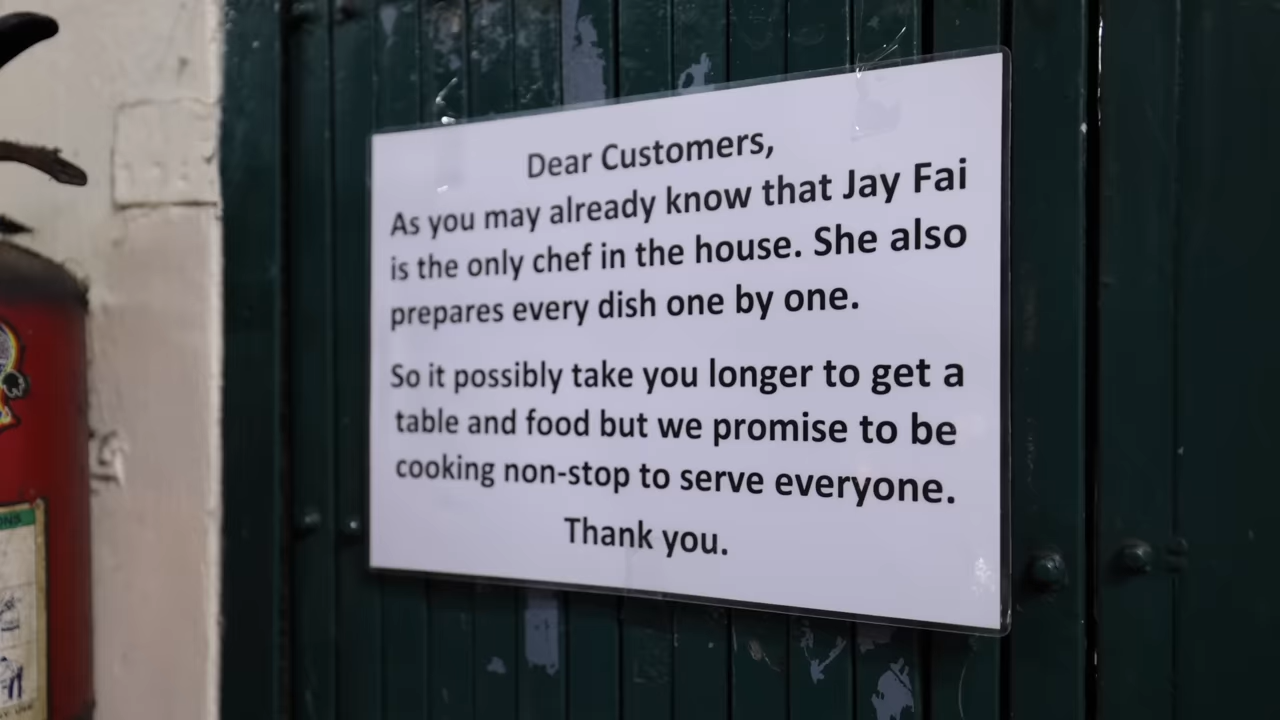 Dear Customers,
As you may already know that Jay Fai
is the only chef in the house. She also
prepares every dish one by one.
So it possibly take you longer to get a
table and food but we promise to be
cooking non-stop to serve everyone.
Thank you.